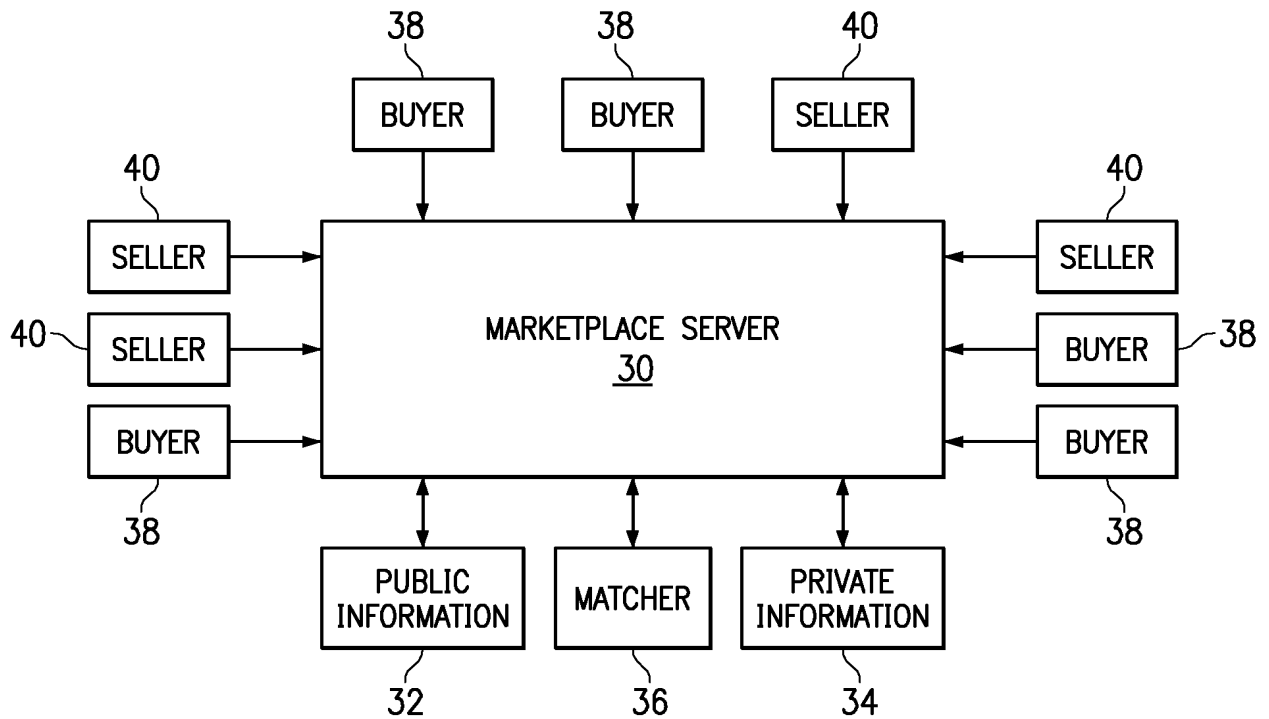 38
38
40
BUYER
BUYER
SELLER
40
40
SELLER
SELLER
40
SELLER
MARKETPLACE SERVER
30
BUYER
38
BUYER
BUYER
38
38
PUBLIC
INFORMATION
MATCHER
PRIVATE
INFORMATION
32
36
34